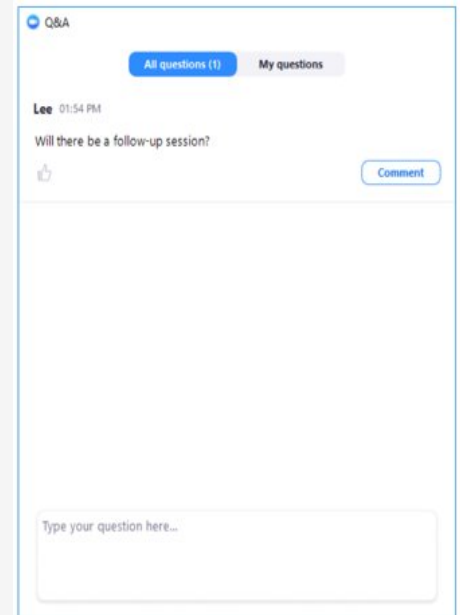 Q&A
All questions (1) My questions
Lee 01:54 PM
Will there be a follow-up session?
Comment
Type your question here...